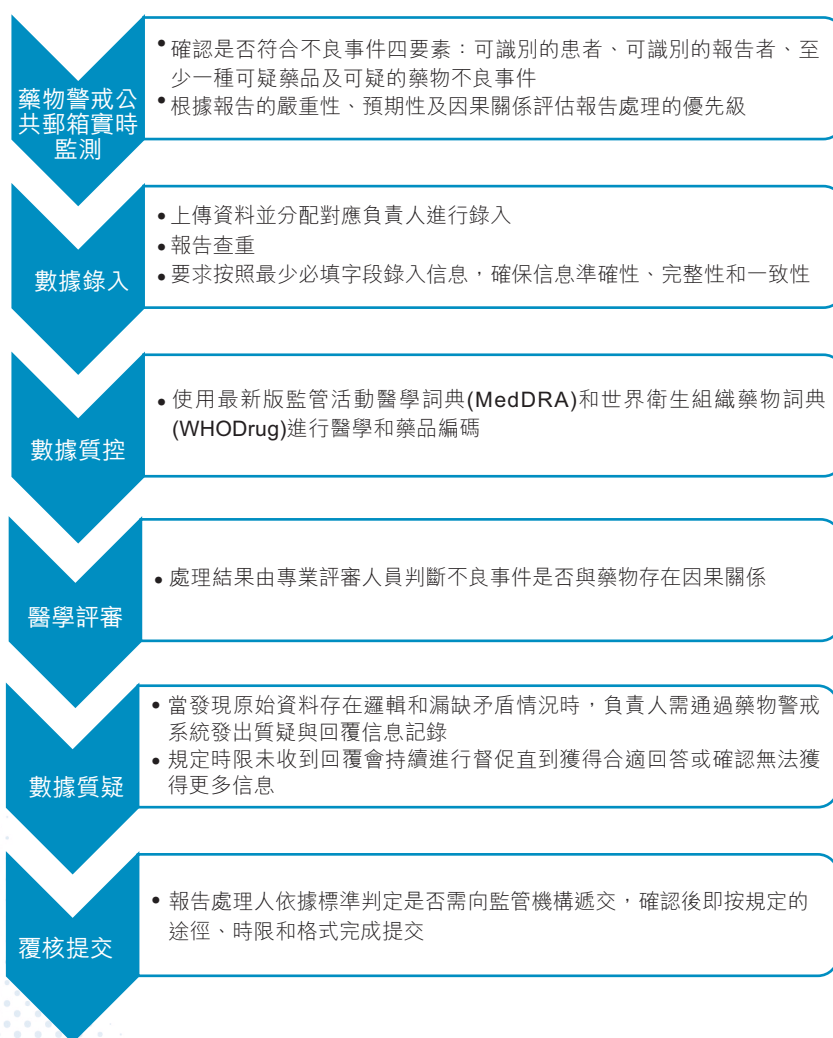 藥物警戒公
共郵箱實時
監測
•確認是否符合不良事件四要素：可識別的患者、可識別的報告者、至
少一種可疑藥品及可疑的藥物不良事件
•根據報告的嚴重性、預期性及因果關係評估報告處理的優先級
數據錄入
•上傳資料並分配對應負責人進行錄入
•報告查重
•要求按照最少必填字段錄入信息，確保信息準確性、完整性和一致性
數據質控
•使用最新版監管活動醫學詞典(MedDRA)和世界衛生組織藥物詞典
(WHODrug)進行醫學和藥品編碼
醫學評審
•處理結果由專業評審人員判斷不良事件是否與藥物存在因果關係
數據質疑
•當發現原始資料存在邏輯和漏缺矛盾情況時，負責人需通過藥物警戒
系統發出質疑與回覆信息記錄
•規定時限未收到回覆會持續進行督促直到獲得合適回答或確認無法獲
得更多信息
覆核提交
•報告處理人依據標準判定是否需向監管機構遞交，確認後即按規定的
途徑、時限和格式完成提交